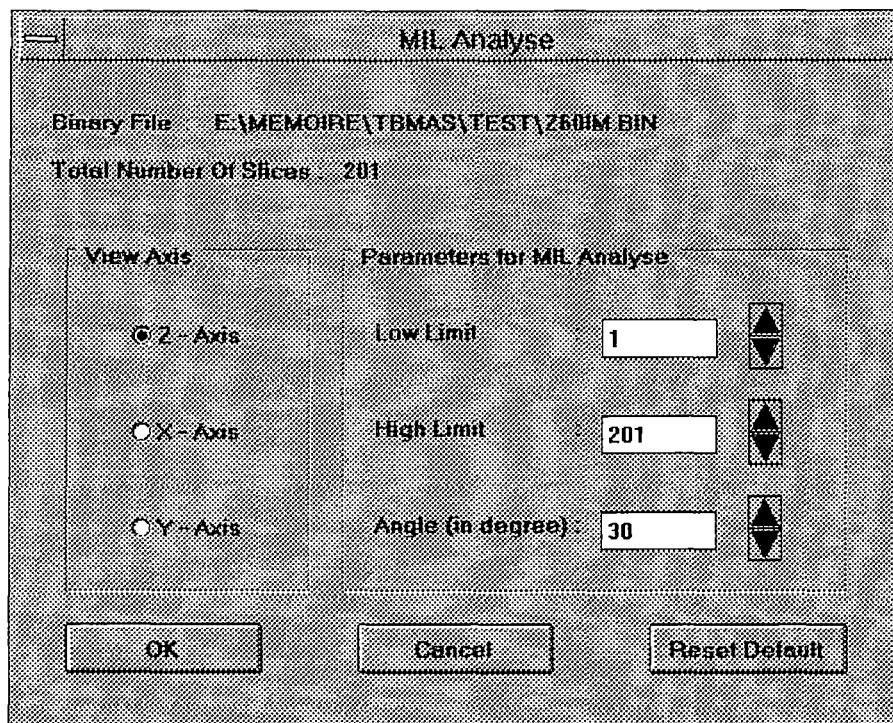 MIL Analyse
Binary File : E:\MEMOIRE\TBMAS\TEST\Z60IM.BIN
Total Number Of Slices : 201
View Axis
Parameters for MIL Analyse
Z - Axis
Low Limit : 1
X - Axis
High Limit : 201
Y - Axis
Angle (in degree) : 30
OK
Cancel
Reset Default